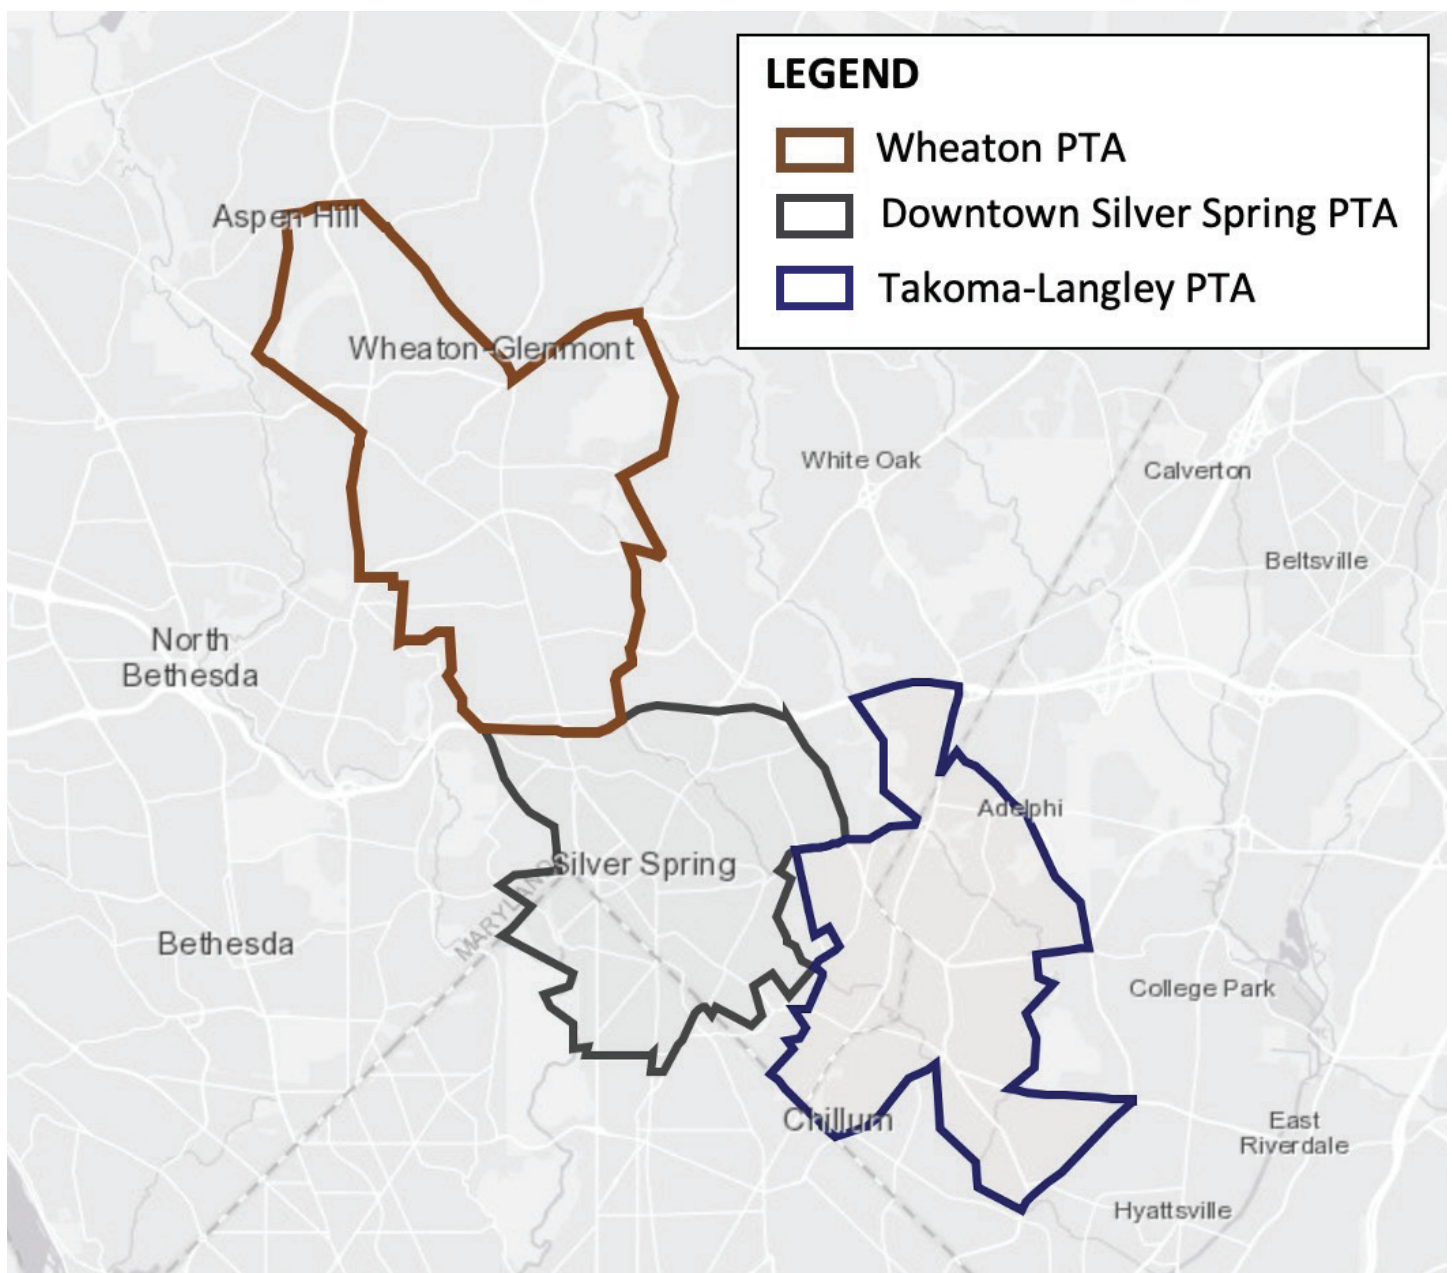 LEGEND
Wheaton PTA
Downtown Silver Spring PTA
Takoma-Langley PTA
Aspen Hill
Wheaton-Glenmont
White Oak
Calverton
Beltsville
North
Bethesda
Adelphi
Silver Spring
MARYLAND
Bethesda
College Park
Chillum
East
Riverdale
Hyattsville